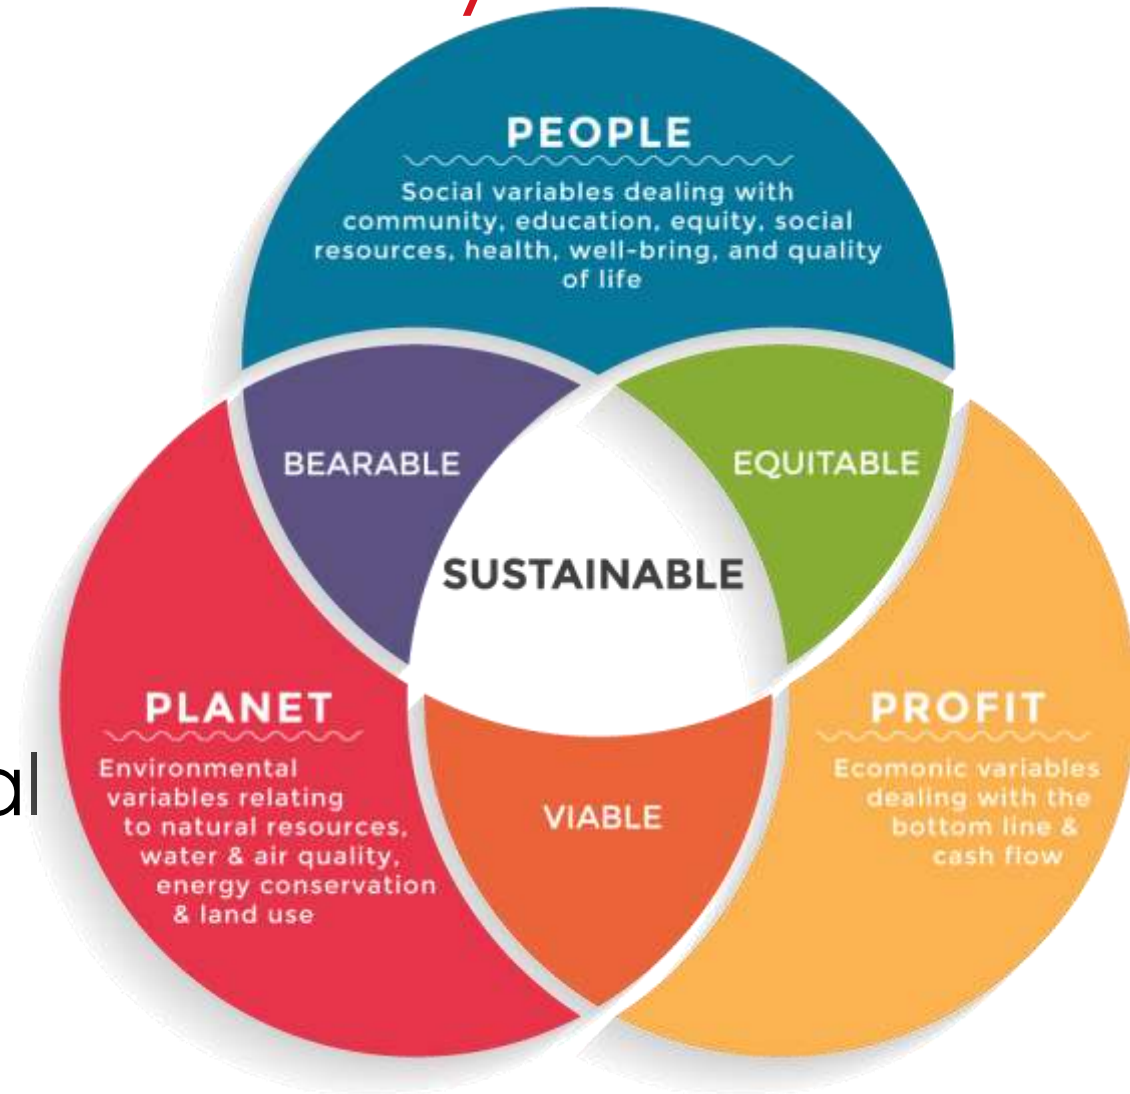 PEOPLE
Social variables dealing with
community, education, equity, social
resources, health, well-bring, and quality
of life
BEARABLE
EQUITABLE
SUSTAINABLE
PLANET
Environmental
variables relating
to natural resources,
water & air quality,
energy conservation
& land use
PROFIT
Ecomonic variables
dealing with the
bottom line &
cash flow
VIABLE